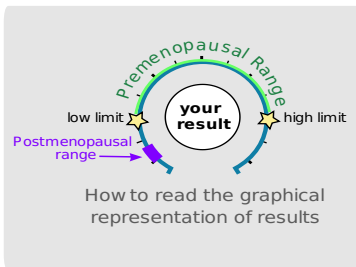 Premenopausal Range
your
result
low limit
high limit
Postmenopausal
range
How to read the graphical
representation of results